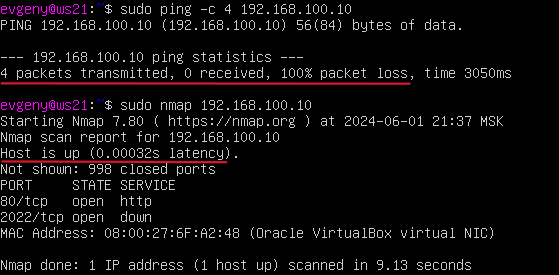 evgeny@ws21:~$ sudo ping -c 4 192.168.100.10
PING 192.168.100.10 (192.168.100.10) 56(84) bytes of data.
--- 192.168.100.10 ping statistics ---
4 packets transmitted, 0 received, 100% packet loss, time 3050ms
evgeny@ws21:~$ sudo nmap 192.168.100.10
Starting Nmap 7.80 ( https://nmap.org ) at 2024-06-01 21:37 MSK
Nmap scan report for 192.168.100.10
Host is up (0.00032s latency).
Not shown: 998 closed ports
PORT     STATE SERVICE
80/tcp   open  http
2022/tcp open  down
MAC Address: 08:00:27:6F:A2:48 (Oracle VirtualBox virtual NIC)
Nmap done: 1 IP address (1 host up) scanned in 9.13 seconds